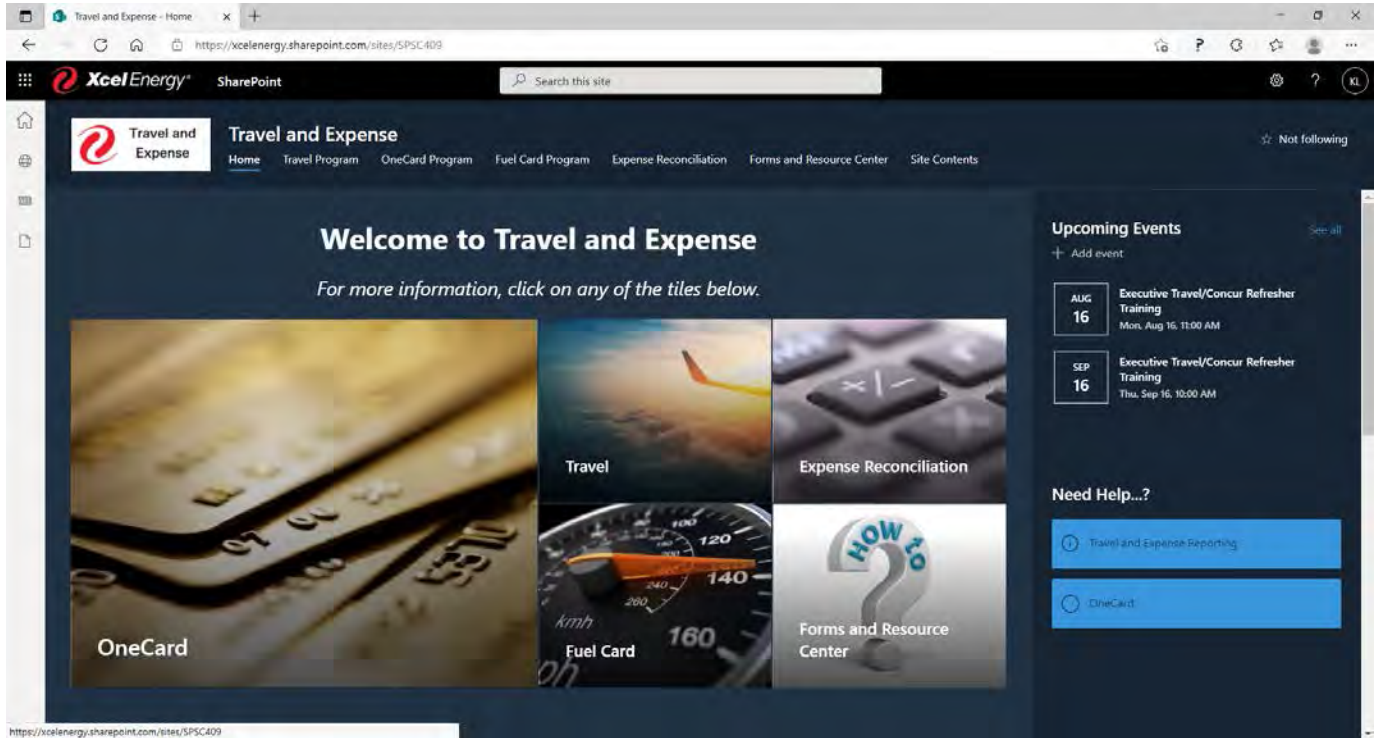 Travel and Expense - Home
https://xcelenergy.sharepoint.com/sites/SPSC409
Xcel Energy® SharePoint
Search this site
KL
Travel and
Expense
Travel and Expense
Home Travel Program OneCard Program Fuel Card Program Expense Reconciliation Forms and Resource Center Site Contents
Not following
Welcome to Travel and Expense
For more information, click on any of the tiles below.
OneCard
Travel
Expense Reconciliation
100
120
140
160
240
260
kmh
Fuel Card
HOW
to
Forms and Resource
Center
Upcoming Events
See all
+ Add event
AUG
16
Executive Travel/Concur Refresher
Training
Mon, Aug 16, 11:00 AM
SEP
16
Executive Travel/Concur Refresher
Training
Thu, Sep 16, 10:00 AM
Need Help...?
Travel and Expense Reporting
OneCard
https://xcelenergy.sharepoint.com/sites/SPSC409